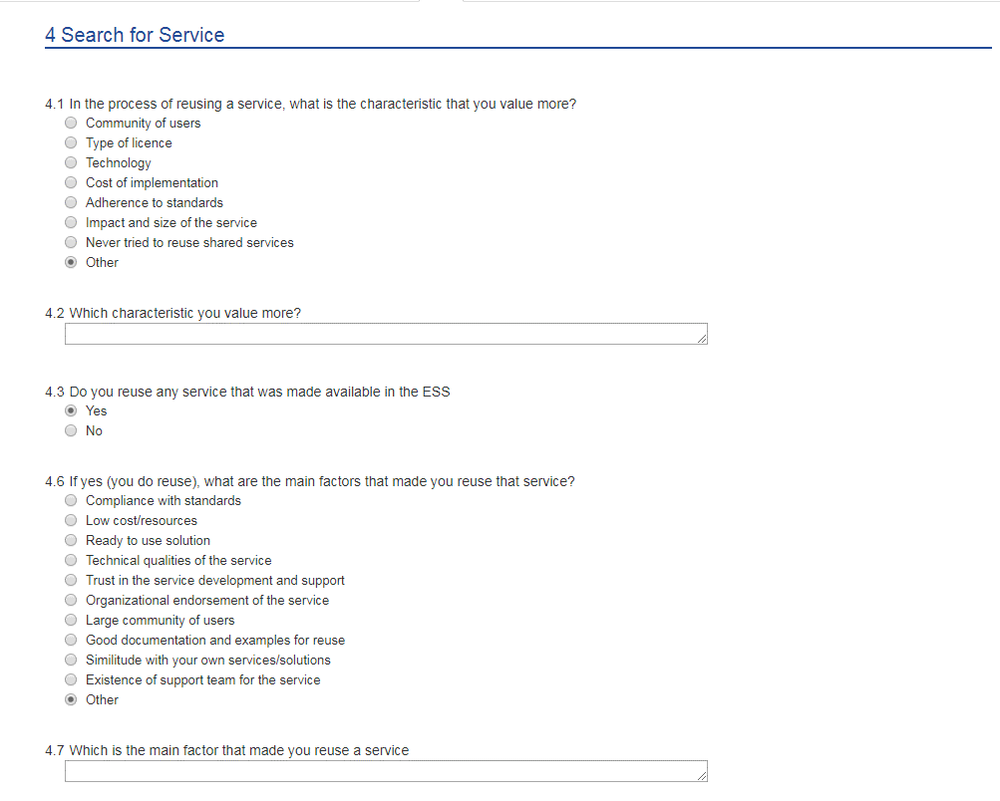 4 Search for Service
4.1 In the process of reusing a service, what is the characteristic that you value more?
Community of users
Type of licence
Technology
Cost of implementation
Adherence to standards
Impact and size of the service
Never tried to reuse shared services
Other
4.2 Which characteristic you value more?
4.3 Do you reuse any service that was made available in the ESS
Yes
No
4.6 If yes (you do reuse), what are the main factors that made you reuse that service?
Compliance with standards
Low cost/resources
Ready to use solution
Technical qualities of the service
Trust in the service development and support
Organizational endorsement of the service
Large community of users
Good documentation and examples for reuse
Similitude with your own services/solutions
Existence of support team for the service
Other
4.7 Which is the main factor that made you reuse a service